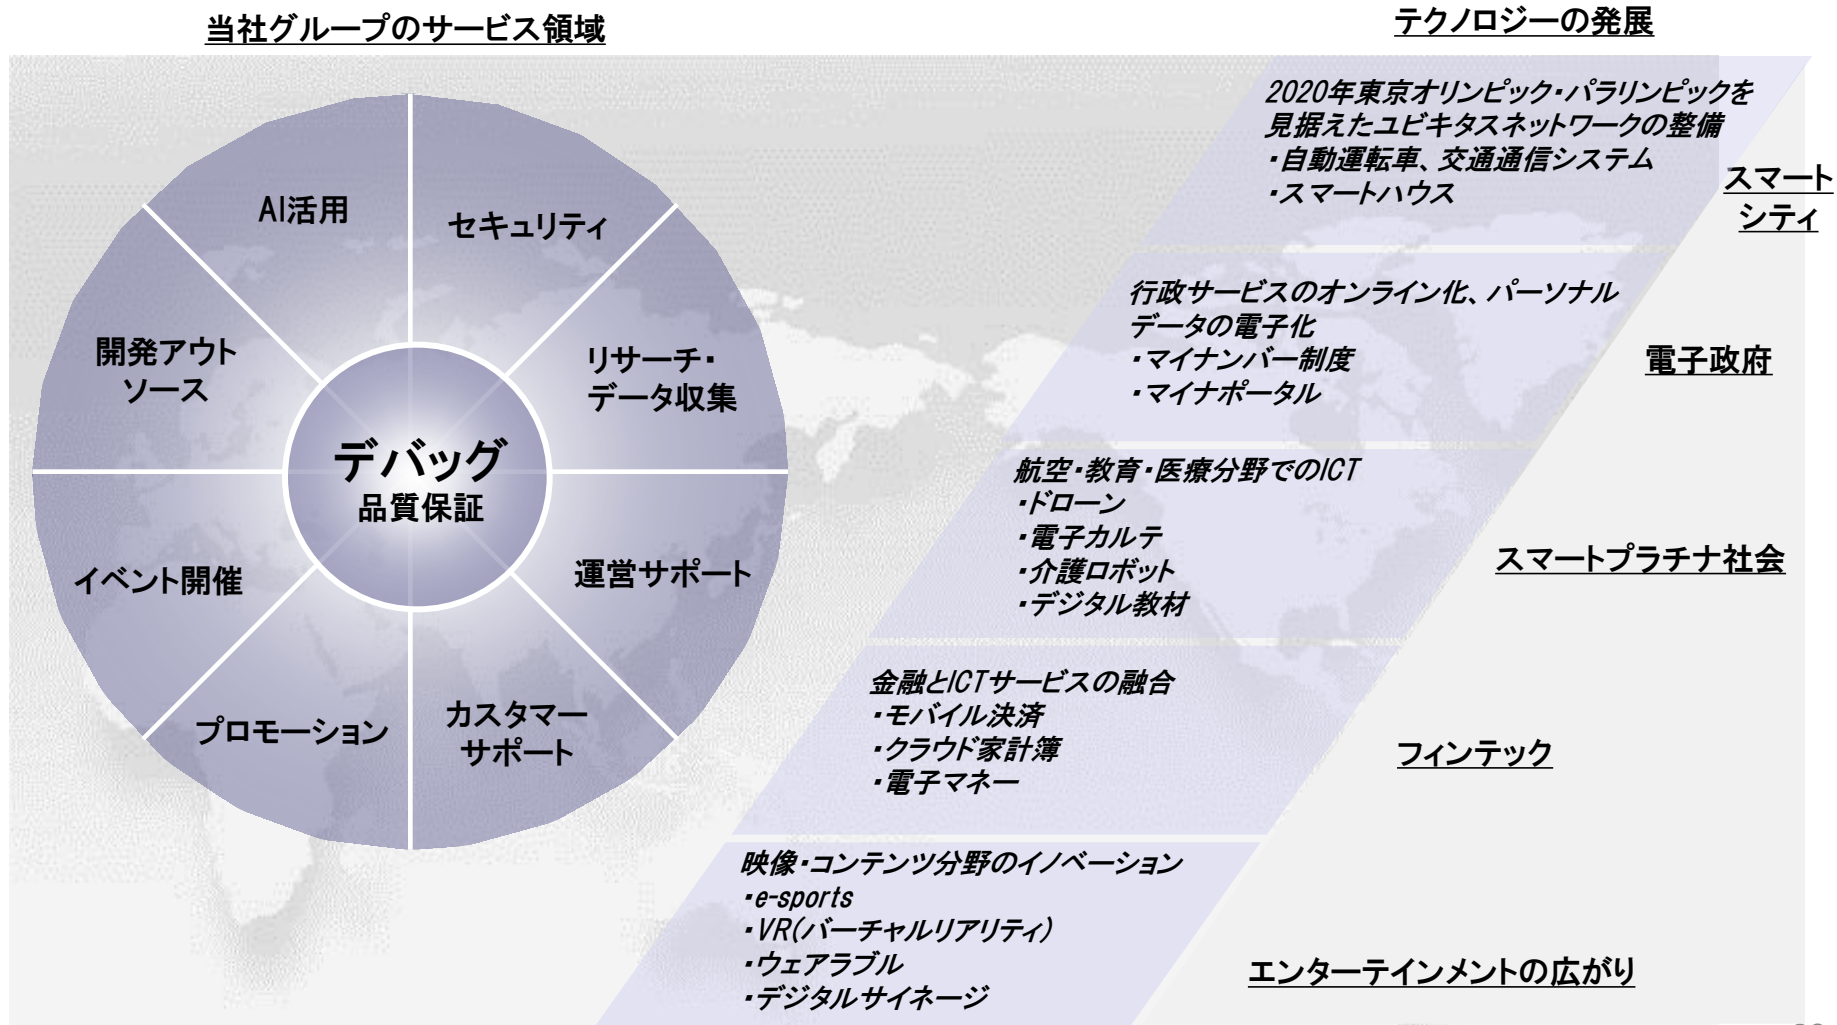 当社グループのサービス領域
AI活用
セキュリティ
開発アウト
ソース
リサーチ・
データ収集
デバッグ
品質保証
イベント開催
運営サポート
プロモーション
カスタマー
サポート
テクノロジーの発展
2020年東京オリンピック・パラリンピックを
見据えたユビキタスネットワークの整備
・自動運転車、交通通信システム
・スマートハウス
スマート
シティ
行政サービスのオンライン化、パーソナル
データの電子化
・マイナンバー制度
・マイナポータル
電子政府
航空・教育・医療分野でのICT
・ドローン
・電子カルテ
・介護ロボット
・デジタル教材
スマートプラチナ社会
金融とICTサービスの融合
・モバイル決済
・クラウド家計簿
・電子マネー
フィンテック
映像・コンテンツ分野のイノベーション
・e-sports
・VR(バーチャルリアリティ)
・ウェアラブル
・デジタルサイネージ
エンターテインメントの広がり